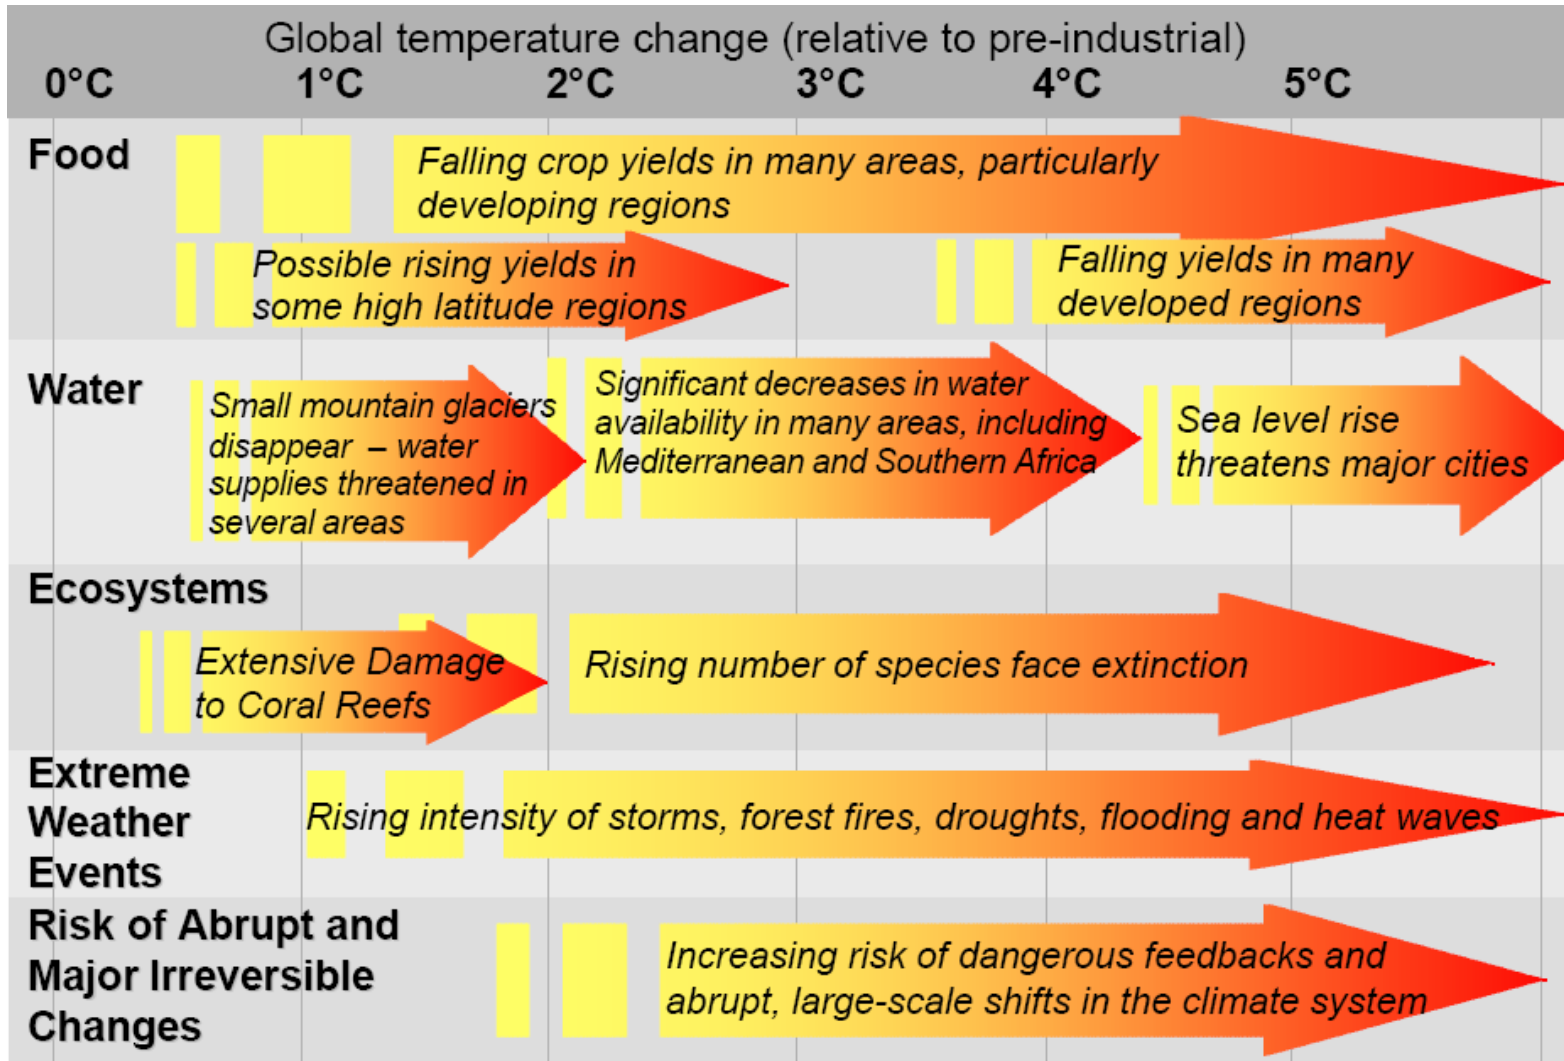 Global temperature change (relative to pre-industrial)
0°C 1°C 2°C 3°C 4°C 5°C
Food
Falling crop yields in many areas, particularly
developing regions
Possible rising yields in
some high latitude regions
Falling yields in many
developed regions
Water
Small mountain glaciers
disappear – water
supplies threatened in
several areas
Significant decreases in water
availability in many areas, including
Mediterranean and Southern Africa
Sea level rise
threatens major cities
Ecosystems
Extensive Damage
to Coral Reefs
Rising number of species face extinction
Extreme
Weather
Events
Rising intensity of storms, forest fires, droughts, flooding and heat waves
Risk of Abrupt and
Major Irreversible
Changes
Increasing risk of dangerous feedbacks and
abrupt, large-scale shifts in the climate system